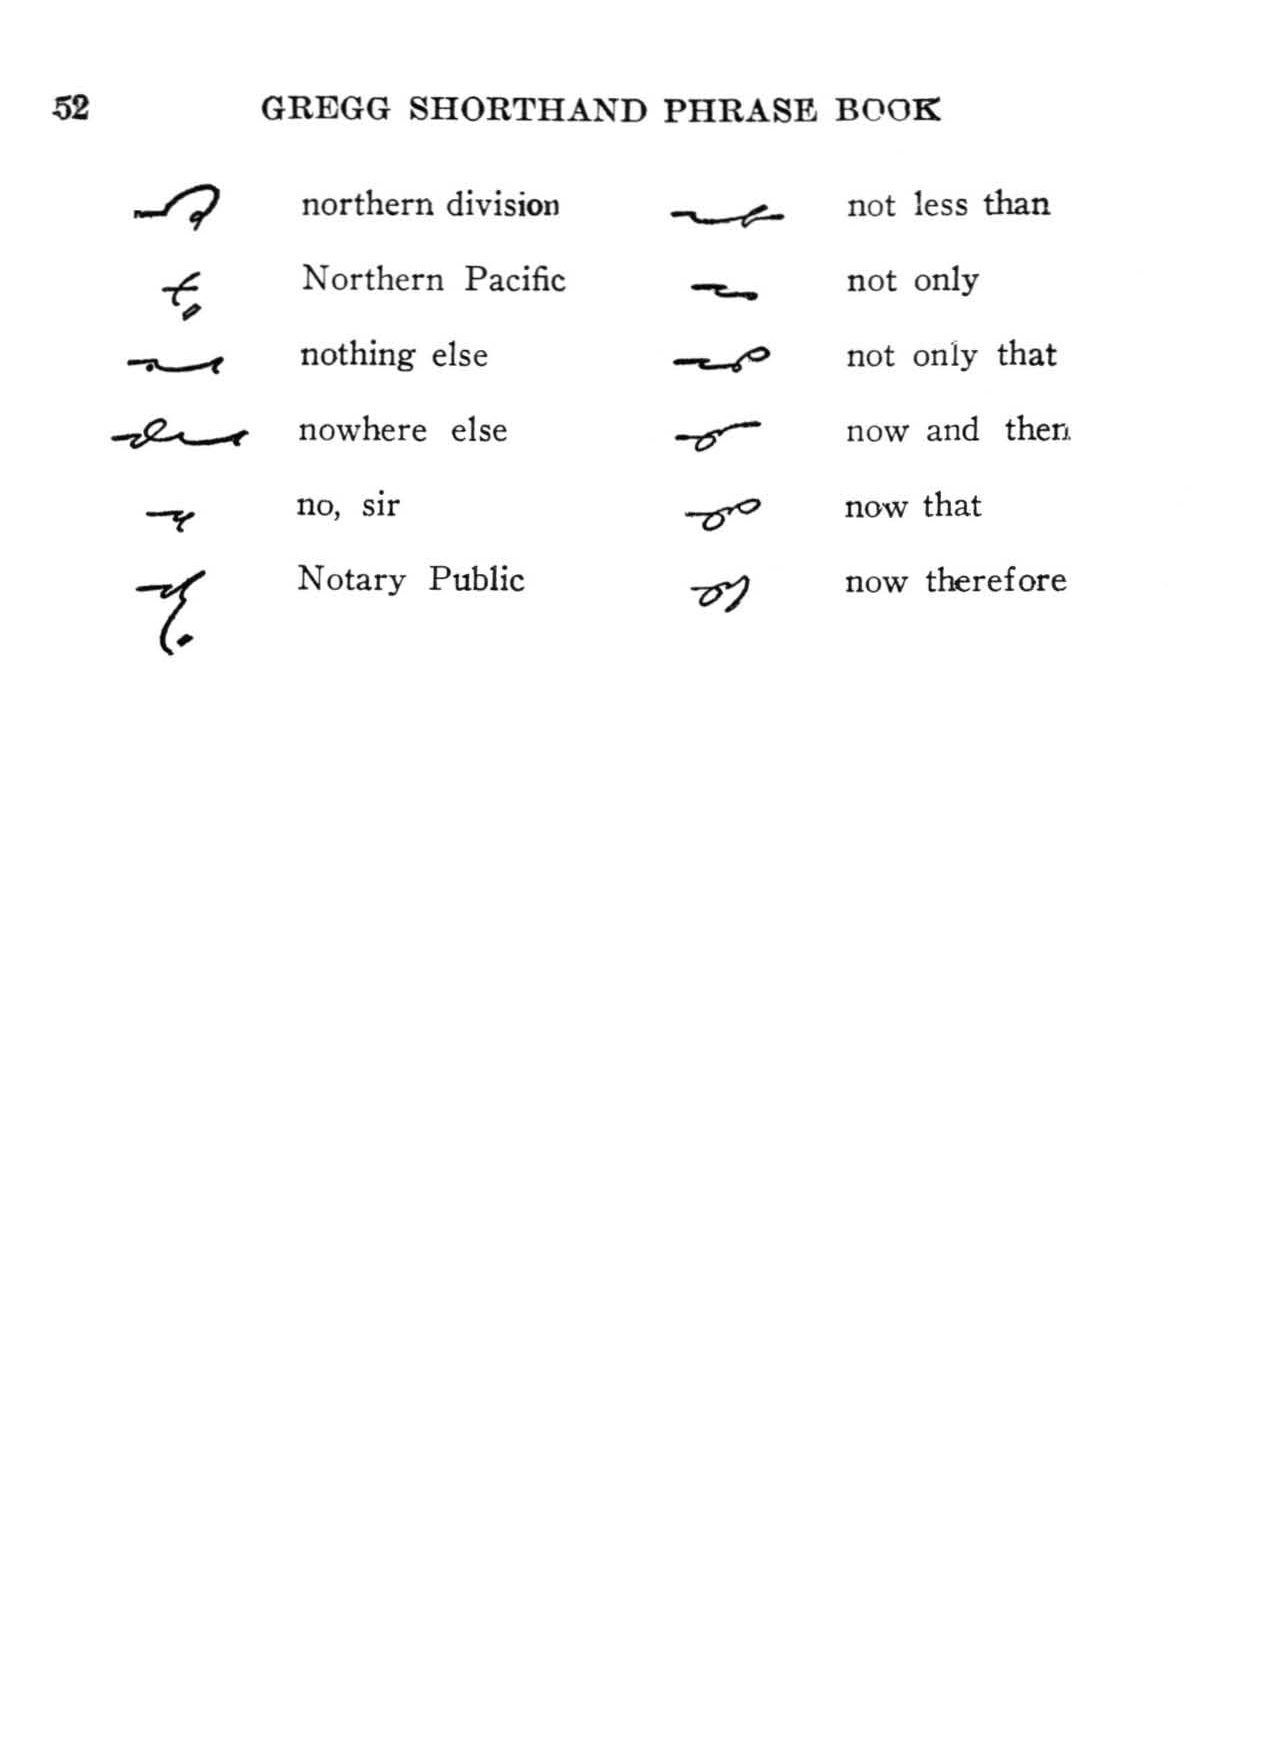 52 GREGG SHORTHAND PHRASE BOOK
northern division not less than
Northern Pacific not only
nothing else not only that
nowhere else now and then
no, sir now that
Notary Public now therefore